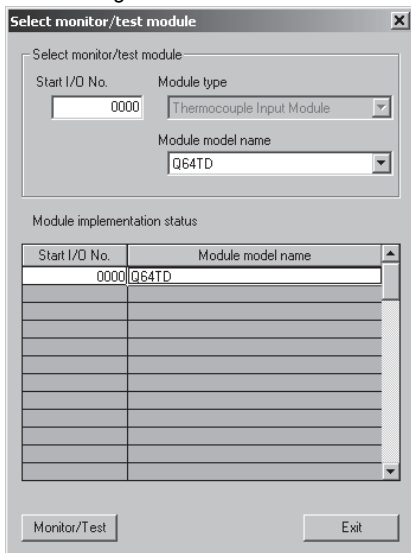 Select monitor/test module
Select monitor/test module
Start I/O No. Module type
0000 Thermocouple Input Module
Module model name
Q64TD
Module implementation status
Start I/O No. Module model name
0000 Q64TD
Monitor/Test Exit